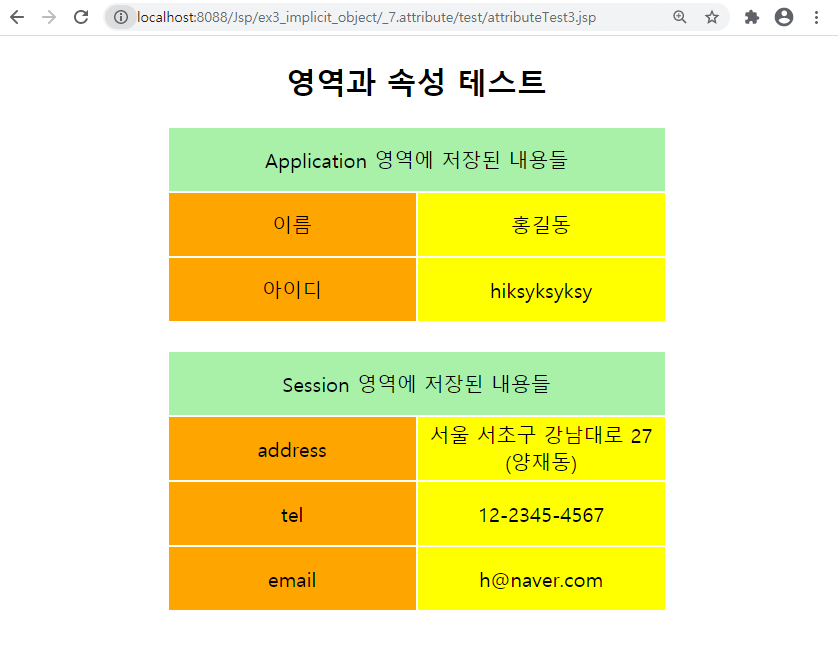 localhost:8088/Jsp/ex3_implicit_object/_7.attribute/test/attributeTest3.jsp
영역과 속성 테스트
Application 영역에 저장된 내용들
이름 홍길동
아이디 hiksyksyksy
Session 영역에 저장된 내용들
address 서울 서초구 강남대로 27
(양재동)
tel 12-2345-4567
email h@naver.com